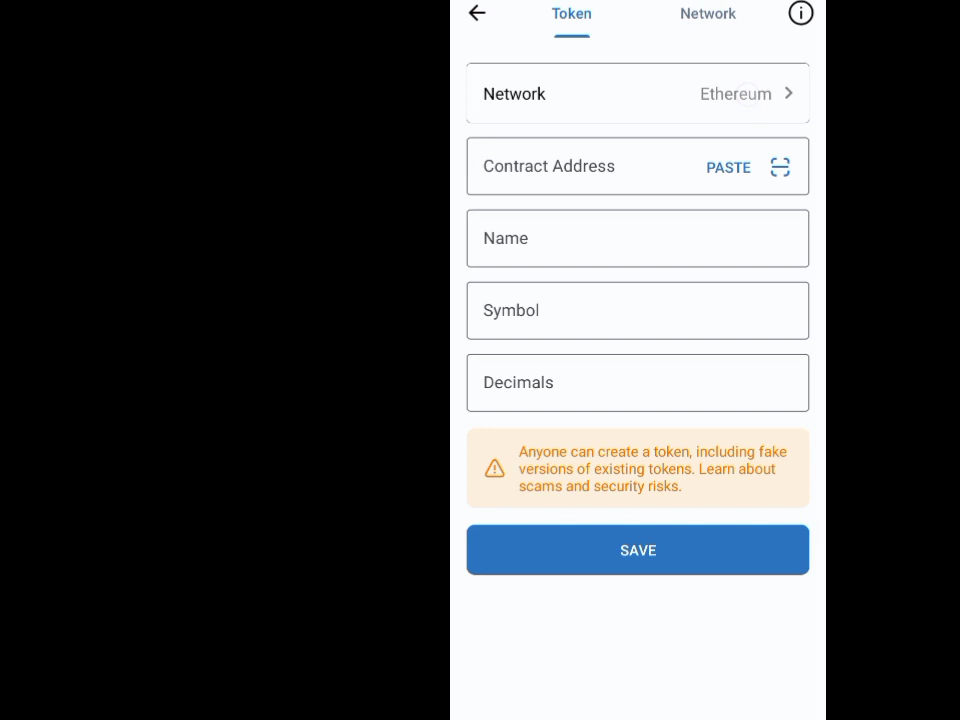 Token Network
Network Ethereum
Contract Address PASTE
Name
Symbol
Decimals
Anyone can create a token, including fake
versions of existing tokens. Learn about
scams and security risks.
SAVE